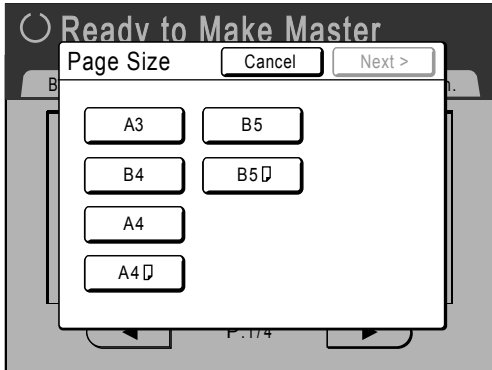 Ready to Make Master
Page Size
Cancel
Next >
A3
B5
B4
B5
A4
A4
P.1/4